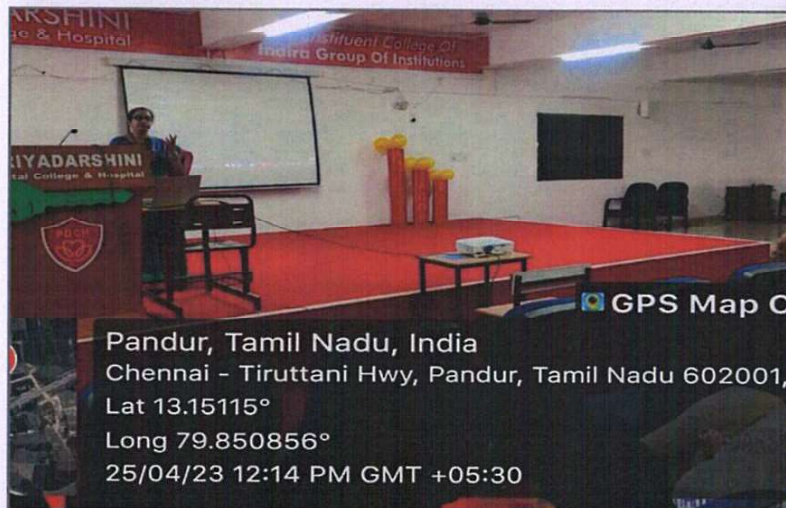 ARSHINI
ge & Hospital
nstituent College Of
Indira Group Of Institutions
RIYADARSHINI
tal College & Hospital
PDCH
GPS Map C
Pandur, Tamil Nadu, India
Chennai - Tiruttani Hwy, Pandur, Tamil Nadu 602001,
Lat 13.15115°
Long 79.850856°
25/04/23 12:14 PM GMT +05:30